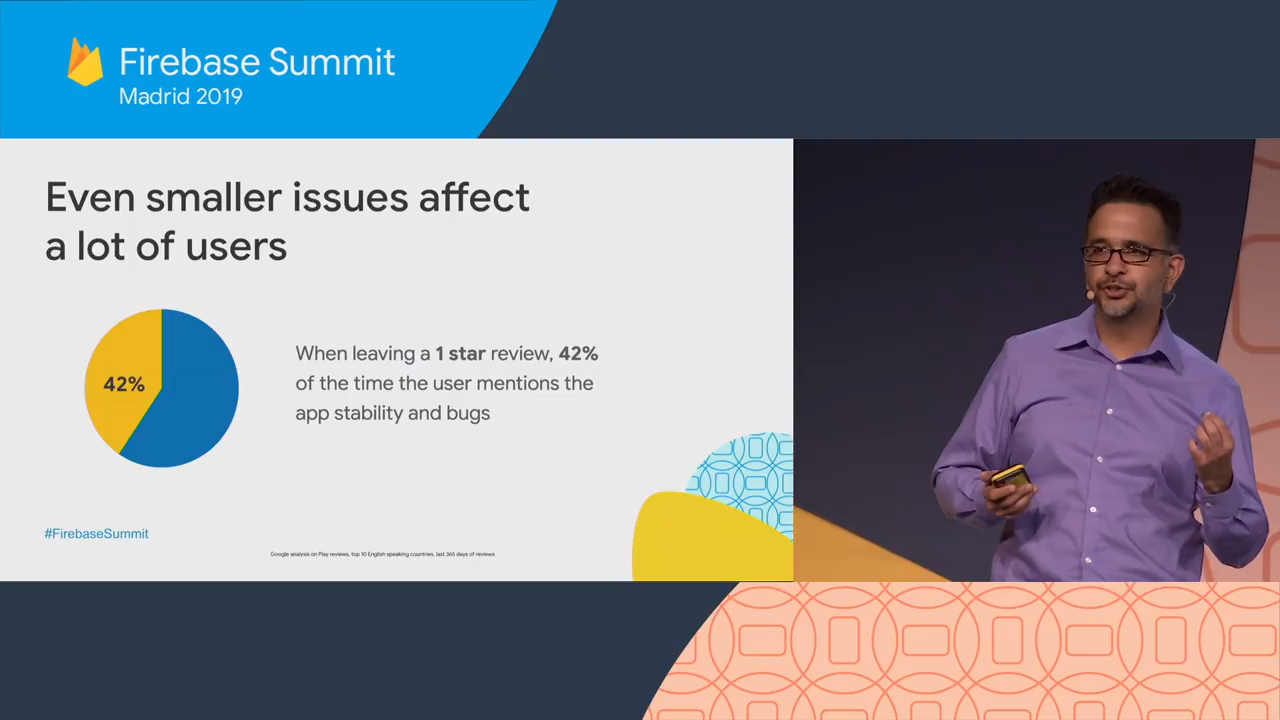 Firebase Summit
Madrid 2019
Even smaller issues affect
a lot of users
42%
When leaving a 1 star review, 42%
of the time the user mentions the
app stability and bugs
#FirebaseSummit
Google analysis on Play reviews, top 10 English speaking countries, last 365 days of reviews